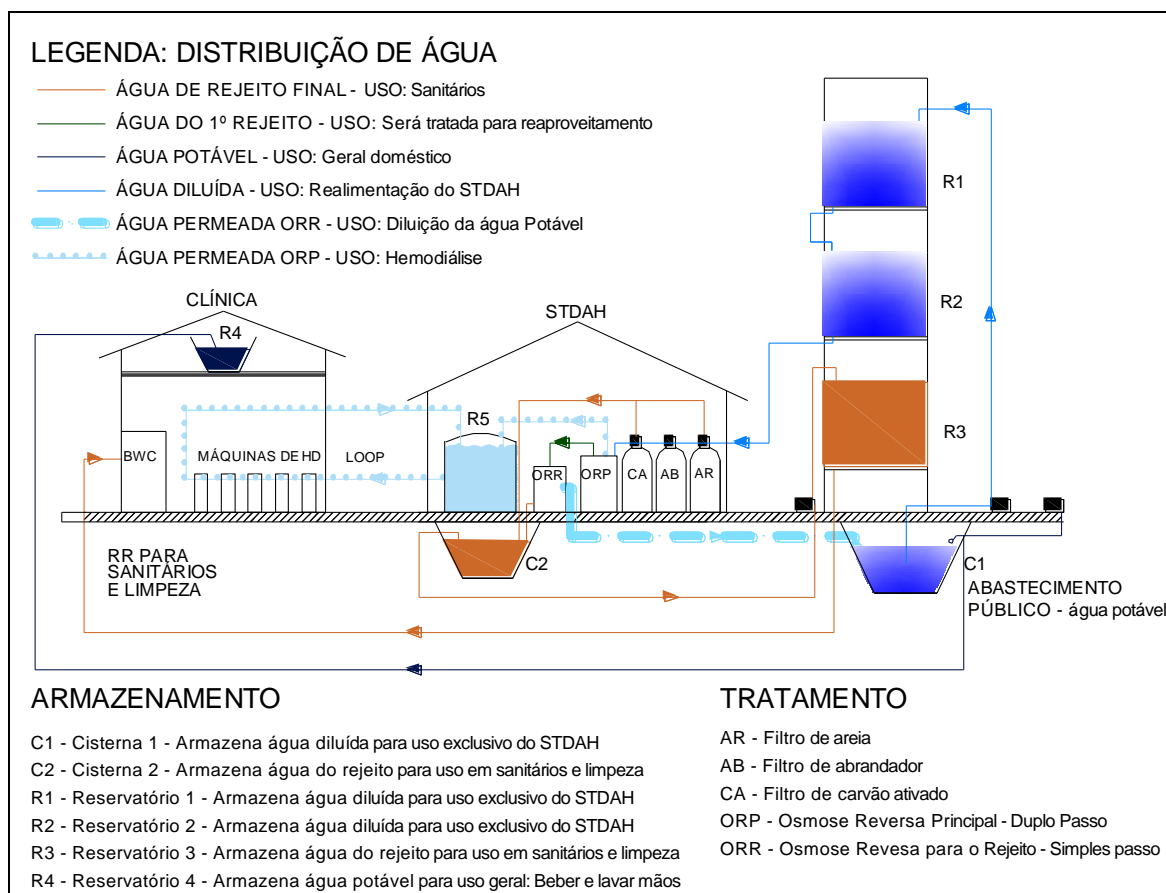 LEGENDA: DISTRIBUIÇÃO DE ÁGUA
ÁGUA DE REJEITO FINAL - USO: Sanitários
ÁGUA DO 1º REJEITO - USO: Será tratada para reaproveitamento
ÁGUA POTÁVEL - USO: Geral doméstico
ÁGUA DILUÍDA - USO: Realimentação do STDAH
ÁGUA PERMEADA ORR - USO: Diluição da água Potável
ÁGUA PERMEADA ORP - USO: Hemodiálise
R1
R2
R3
CLÍNICA
R4
STDAH
R5
BWC
MÁQUINAS DE HD
LOOP
ORR
ORP
CA
AB
AR
RR PARA
SANITÁRIOS
E LIMPEZA
C2
C1
ABASTECIMENTO
PÚBLICO - água potável
ARMAZENAMENTO
C1 - Cisterna 1 - Armazena água diluída para uso exclusivo do STDAH
C2 - Cisterna 2 - Armazena água do rejeito para uso em sanitários e limpeza
R1 - Reservatório 1 - Armazena água diluída para uso exclusivo do STDAH
R2 - Reservatório 2 - Armazena água diluída para uso exclusivo do STDAH
R3 - Reservatório 3 - Armazena água do rejeito para uso em sanitários e limpeza
R4 - Reservatório 4 - Armazena água potável para uso geral: Beber e lavar mãos
TRATAMENTO
AR - Filtro de areia
AB - Filtro de abrandador
CA - Filtro de carvão ativado
ORP - Osmose Reversa Principal - Duplo Passo
ORR - Osmose Revesa para o Rejeito - Simples passo